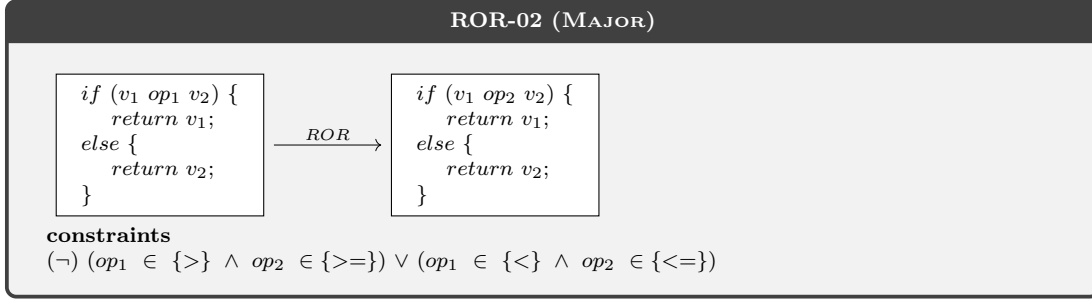 ROR-02 (MAJOR)
if (v₁ op₁ v₂) {
return v₁;
else {
return v₂;
}
ROR
if (v₁ op₂ v₂) {
return v₁;
else {
return v₂;
}
constraints
(¬) (op₁ ∈ {>} ∧ op₂ ∈ {>=}) ∨ (op₁ ∈ {<} ∧ op₂ ∈ {<=})